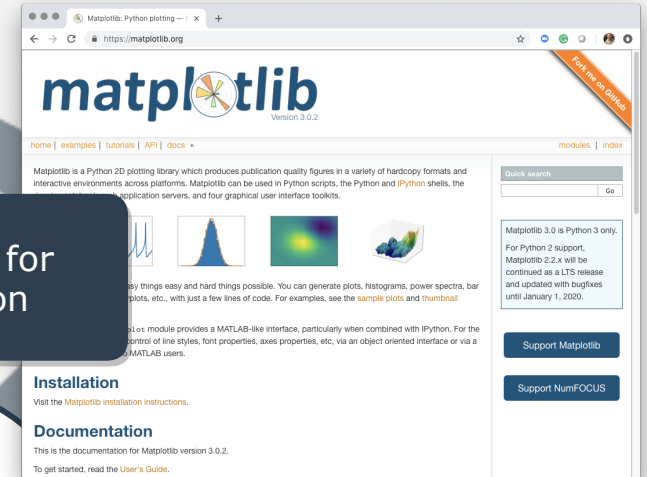 Matplotlib: Python plotting —
https://matplotlib.org
matplotlib
Version 3.0.2
Fork me on GitHub
home | examples | tutorials | API | docs »
modules | index
Matplotlib is a Python 2D plotting library which produces publication quality figures in a variety of hardcopy formats and
interactive environments across platforms. Matplotlib can be used in Python scripts, the Python and IPython shells, the
application servers, and four graphical user interface toolkits.
for
on
easy things easy and hard things possible. You can generate plots, histograms, power spectra, bar
etc., with just a few lines of code. For examples, see the sample plots and thumbnail
module provides a MATLAB-like interface, particularly when combined with IPython. For the
control of line styles, font properties, axes properties, etc, via an object oriented interface or via a
MATLAB users.
Installation
Visit the Matplotlib installation instructions.
Documentation
This is the documentation for Matplotlib version 3.0.2.
To get started, read the User's Guide.
Quick search
Go
Matplotlib 3.0 is Python 3 only.
For Python 2 support,
Matplotlib 2.2.x will be
continued as a LTS release
and updated with bugfixes
until January 1, 2020.
Support Matplotlib
Support NumFOCUS